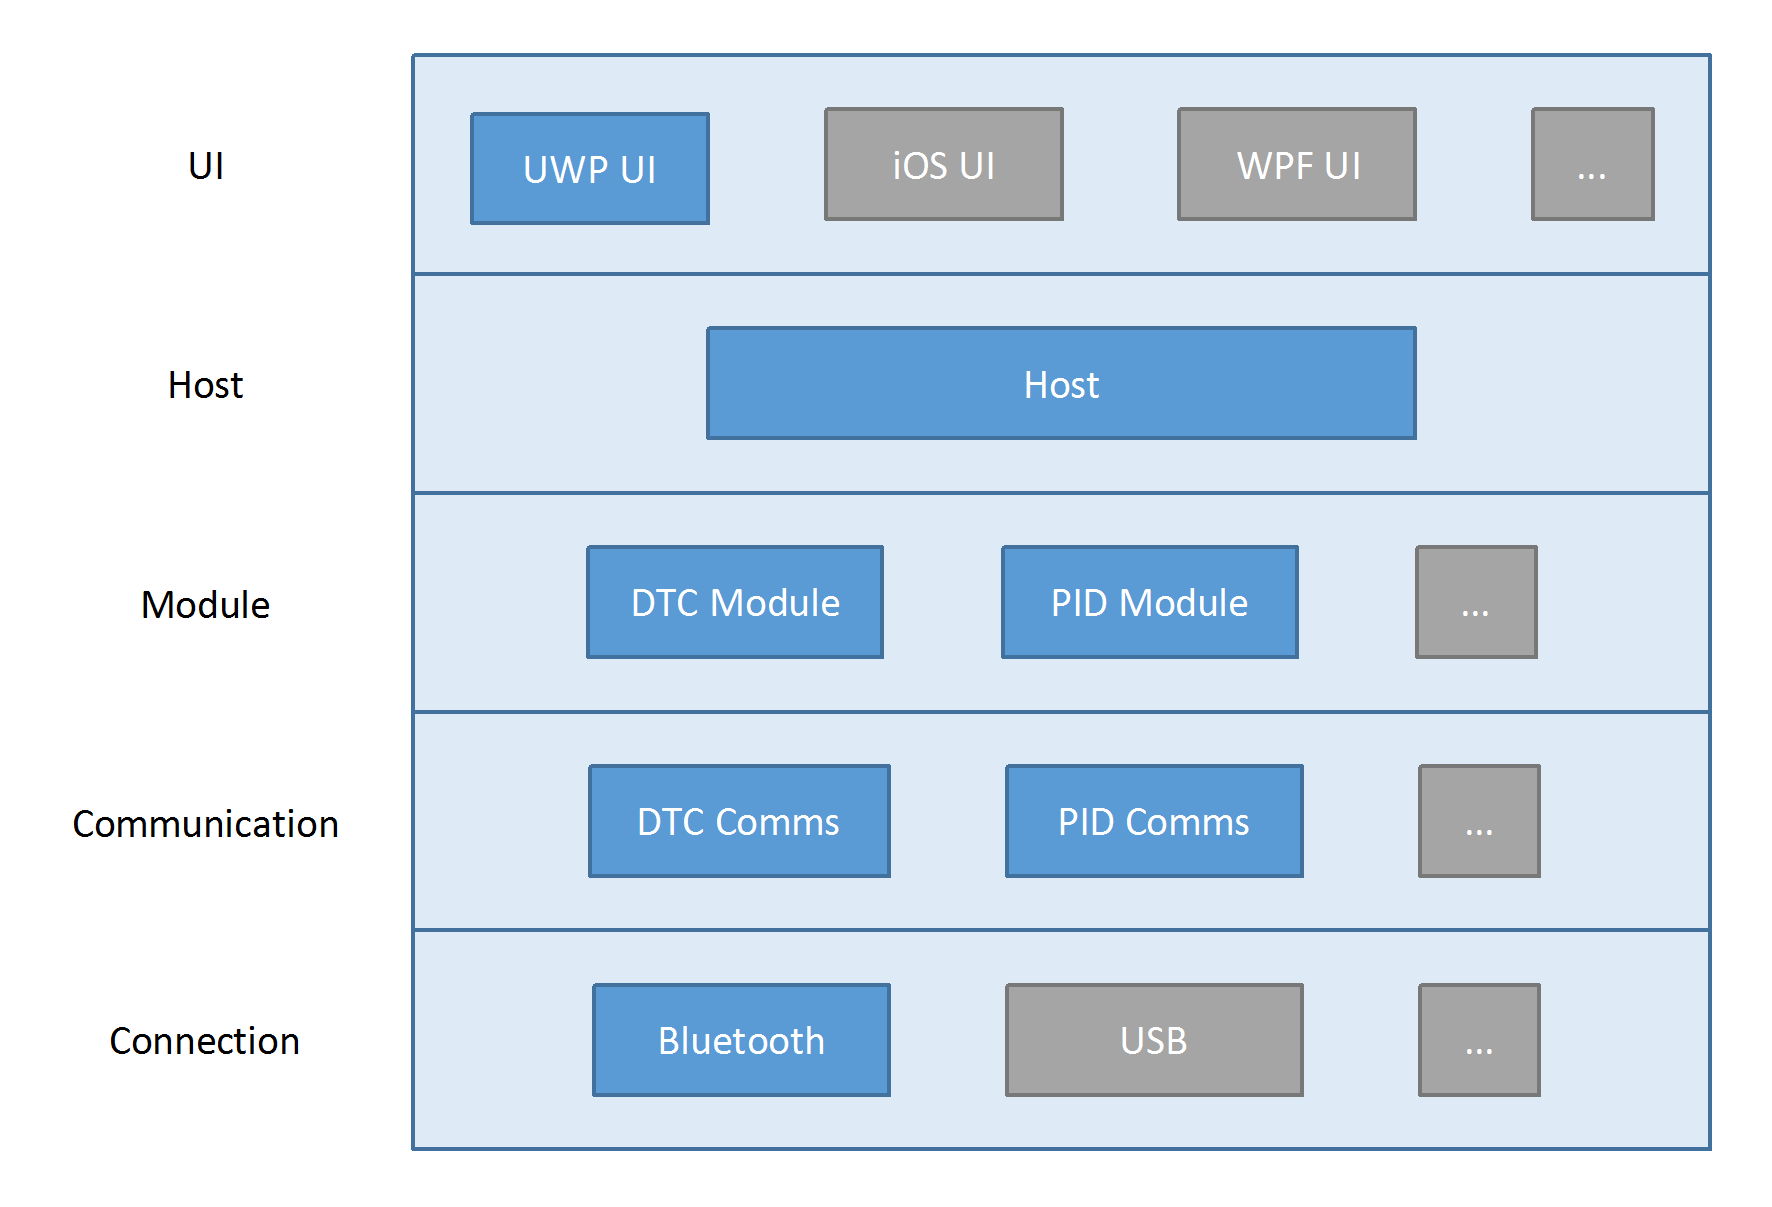 UI
UWP UI
iOS UI
WPF UI
...
Host
Host
Module
DTC Module
PID Module
...
Communication
DTC Comms
PID Comms
...
Connection
Bluetooth
USB
...